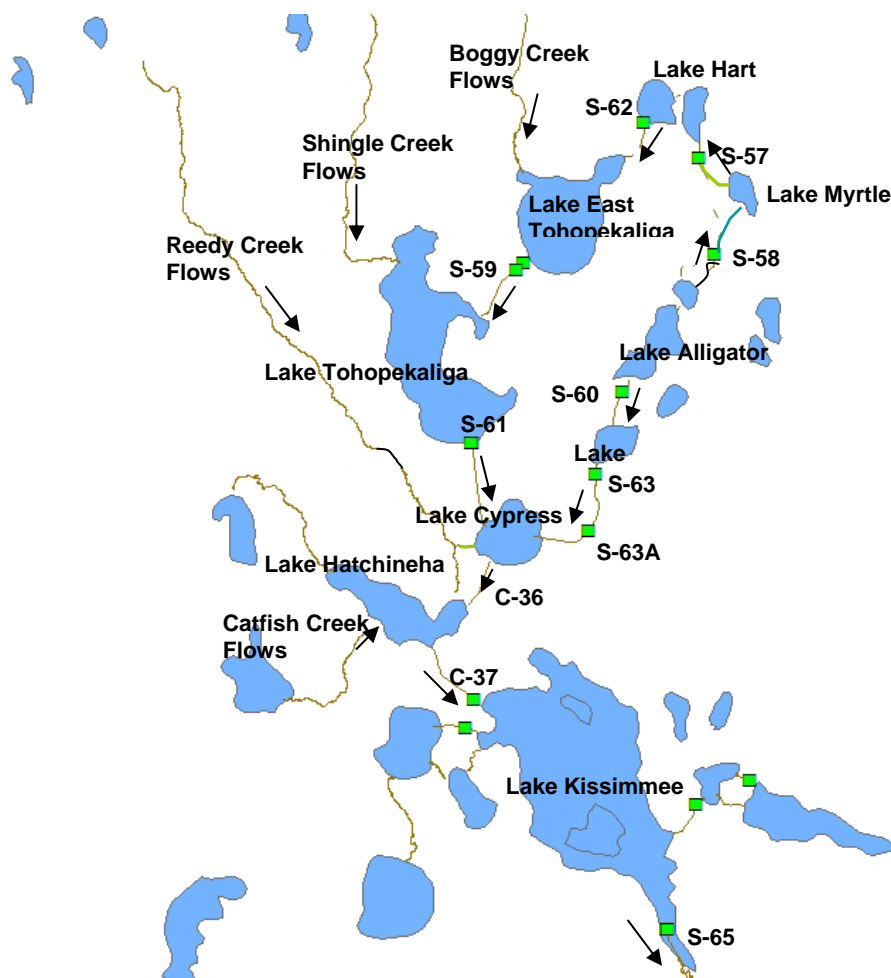 Boggy Creek
Flows
Lake Hart
S-62
Shingle Creek
Flows
S-57
Lake Myrtle
Lake East
Tohopekaliga
Reedy Creek
Flows
S-59
S-58
Lake Alligator
Lake Tohopekaliga
S-60
S-61
Lake
S-63
Lake Cypress
S-63A
Lake Hatchineha
C-36
Catfish Creek
Flows
C-37
Lake Kissimmee
S-65